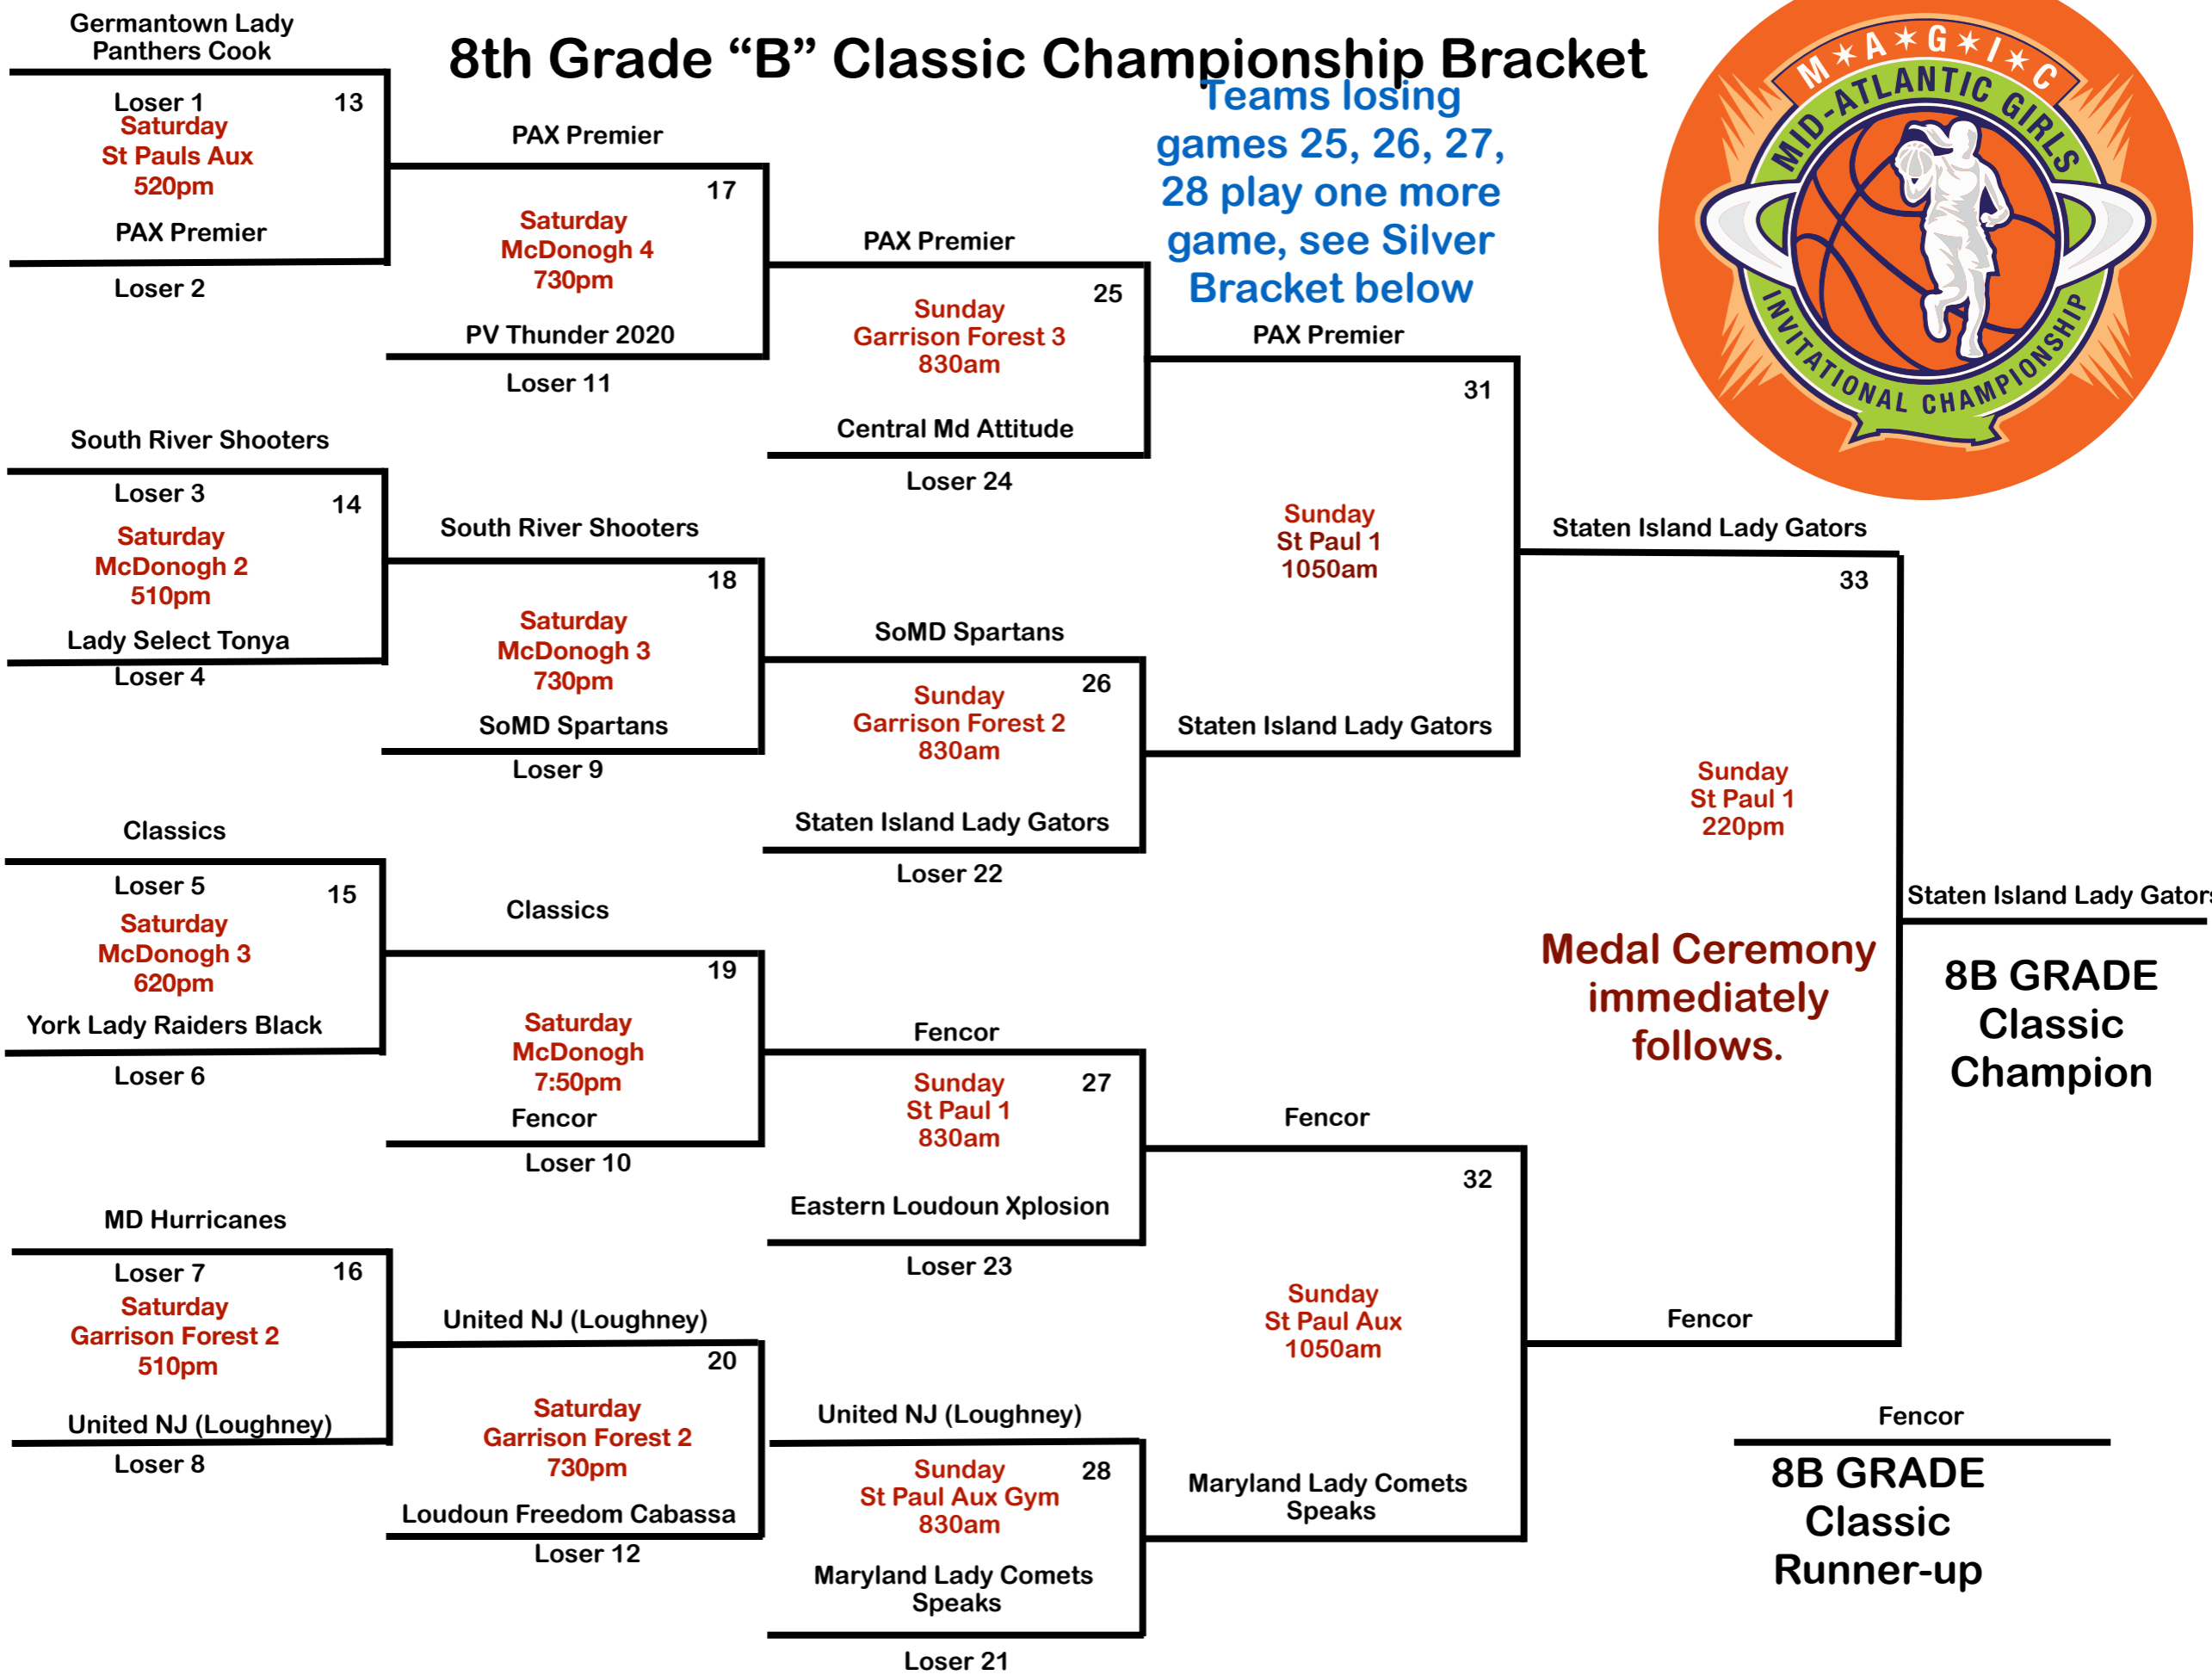 8th Grade “B” Classic Championship Bracket
Teams losing
games 25, 26, 27,
28 play one more
game, see Silver
Bracket below
M★A★G★I★C
MID-ATLANTIC GIRLS
INVITATIONAL CHAMPIONSHIP
Germantown Lady
Panthers Cook
Loser 1
13
Saturday
St Pauls Aux
520pm
PAX Premier
Loser 2
South River Shooters
Loser 3
14
Saturday
McDonogh 2
510pm
Lady Select Tonya
Loser 4
Classics
Loser 5
15
Saturday
McDonogh 3
620pm
York Lady Raiders Black
Loser 6
MD Hurricanes
Loser 7
16
Saturday
Garrison Forest 2
510pm
United NJ (Loughney)
Loser 8
PAX Premier
17
Saturday
McDonogh 4
730pm
PV Thunder 2020
Loser 11
South River Shooters
18
Saturday
McDonogh 3
730pm
SoMD Spartans
Loser 9
Classics
19
Saturday
McDonogh
7:50pm
Fencor
Loser 10
United NJ (Loughney)
20
Saturday
Garrison Forest 2
730pm
Loudoun Freedom Cabassa
Loser 12
PAX Premier
25
Sunday
Garrison Forest 3
830am
Central Md Attitude
Loser 24
SoMD Spartans
26
Sunday
Garrison Forest 2
830am
Staten Island Lady Gators
Loser 22
Fencor
27
Sunday
St Paul 1
830am
Eastern Loudoun Xplosion
Loser 23
United NJ (Loughney)
28
Sunday
St Paul Aux Gym
830am
Maryland Lady Comets
Speaks
Loser 21
PAX Premier
31
Sunday
St Paul 1
1050am
Staten Island Lady Gators
Fencor
32
Sunday
St Paul Aux
1050am
Maryland Lady Comets
Speaks
Staten Island Lady Gators
33
Sunday
St Paul 1
220pm
Medal Ceremony
immediately
follows.
Fencor
Staten Island Lady Gators
8B GRADE
Classic
Champion
Fencor
8B GRADE
Classic
Runner-up